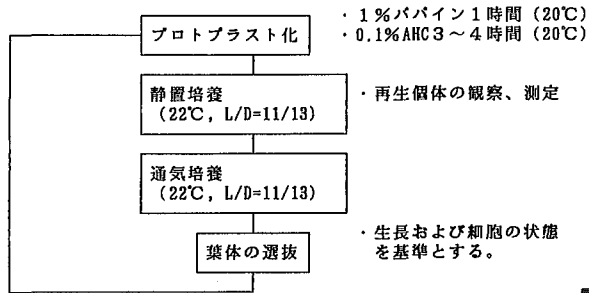 プロトプラスト化
・1%パパイン1時間（20℃）
・0.1%AHC3～4時間（20℃）
静置培養
（22℃, L/D=11/13）
・再生個体の観察、測定
通気培養
（22℃, L/D=11/13）
葉体の選抜
・生長および細胞の状態
を基準とする。